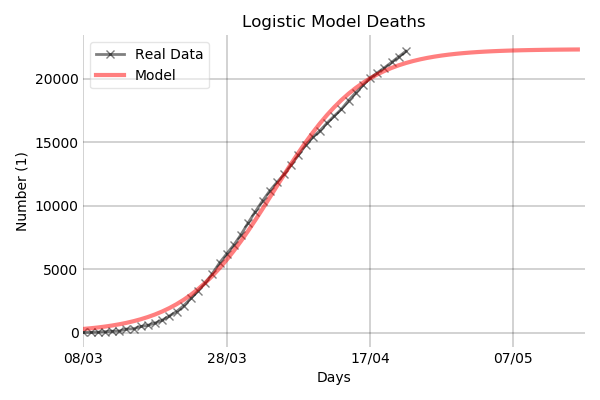 Logistic Model Deaths
Real Data
Model
Number (1)
20000
15000
10000
5000
0
08/03
28/03
17/04
07/05
Days